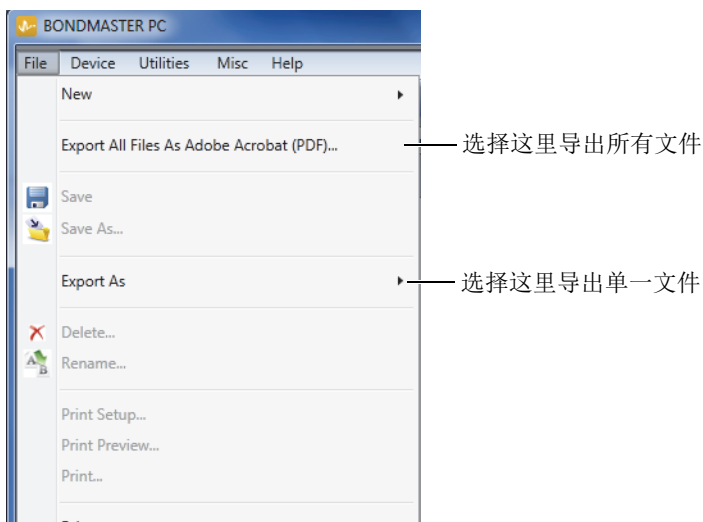 BONDMASTER PC
File Device Utilities Misc Help
New
Export All Files As Adobe Acrobat (PDF)...
选择这里导出所有文件
Save
Save As...
Export As
选择这里导出单一文件
Delete...
Rename...
Print Setup...
Print Preview...
Print...